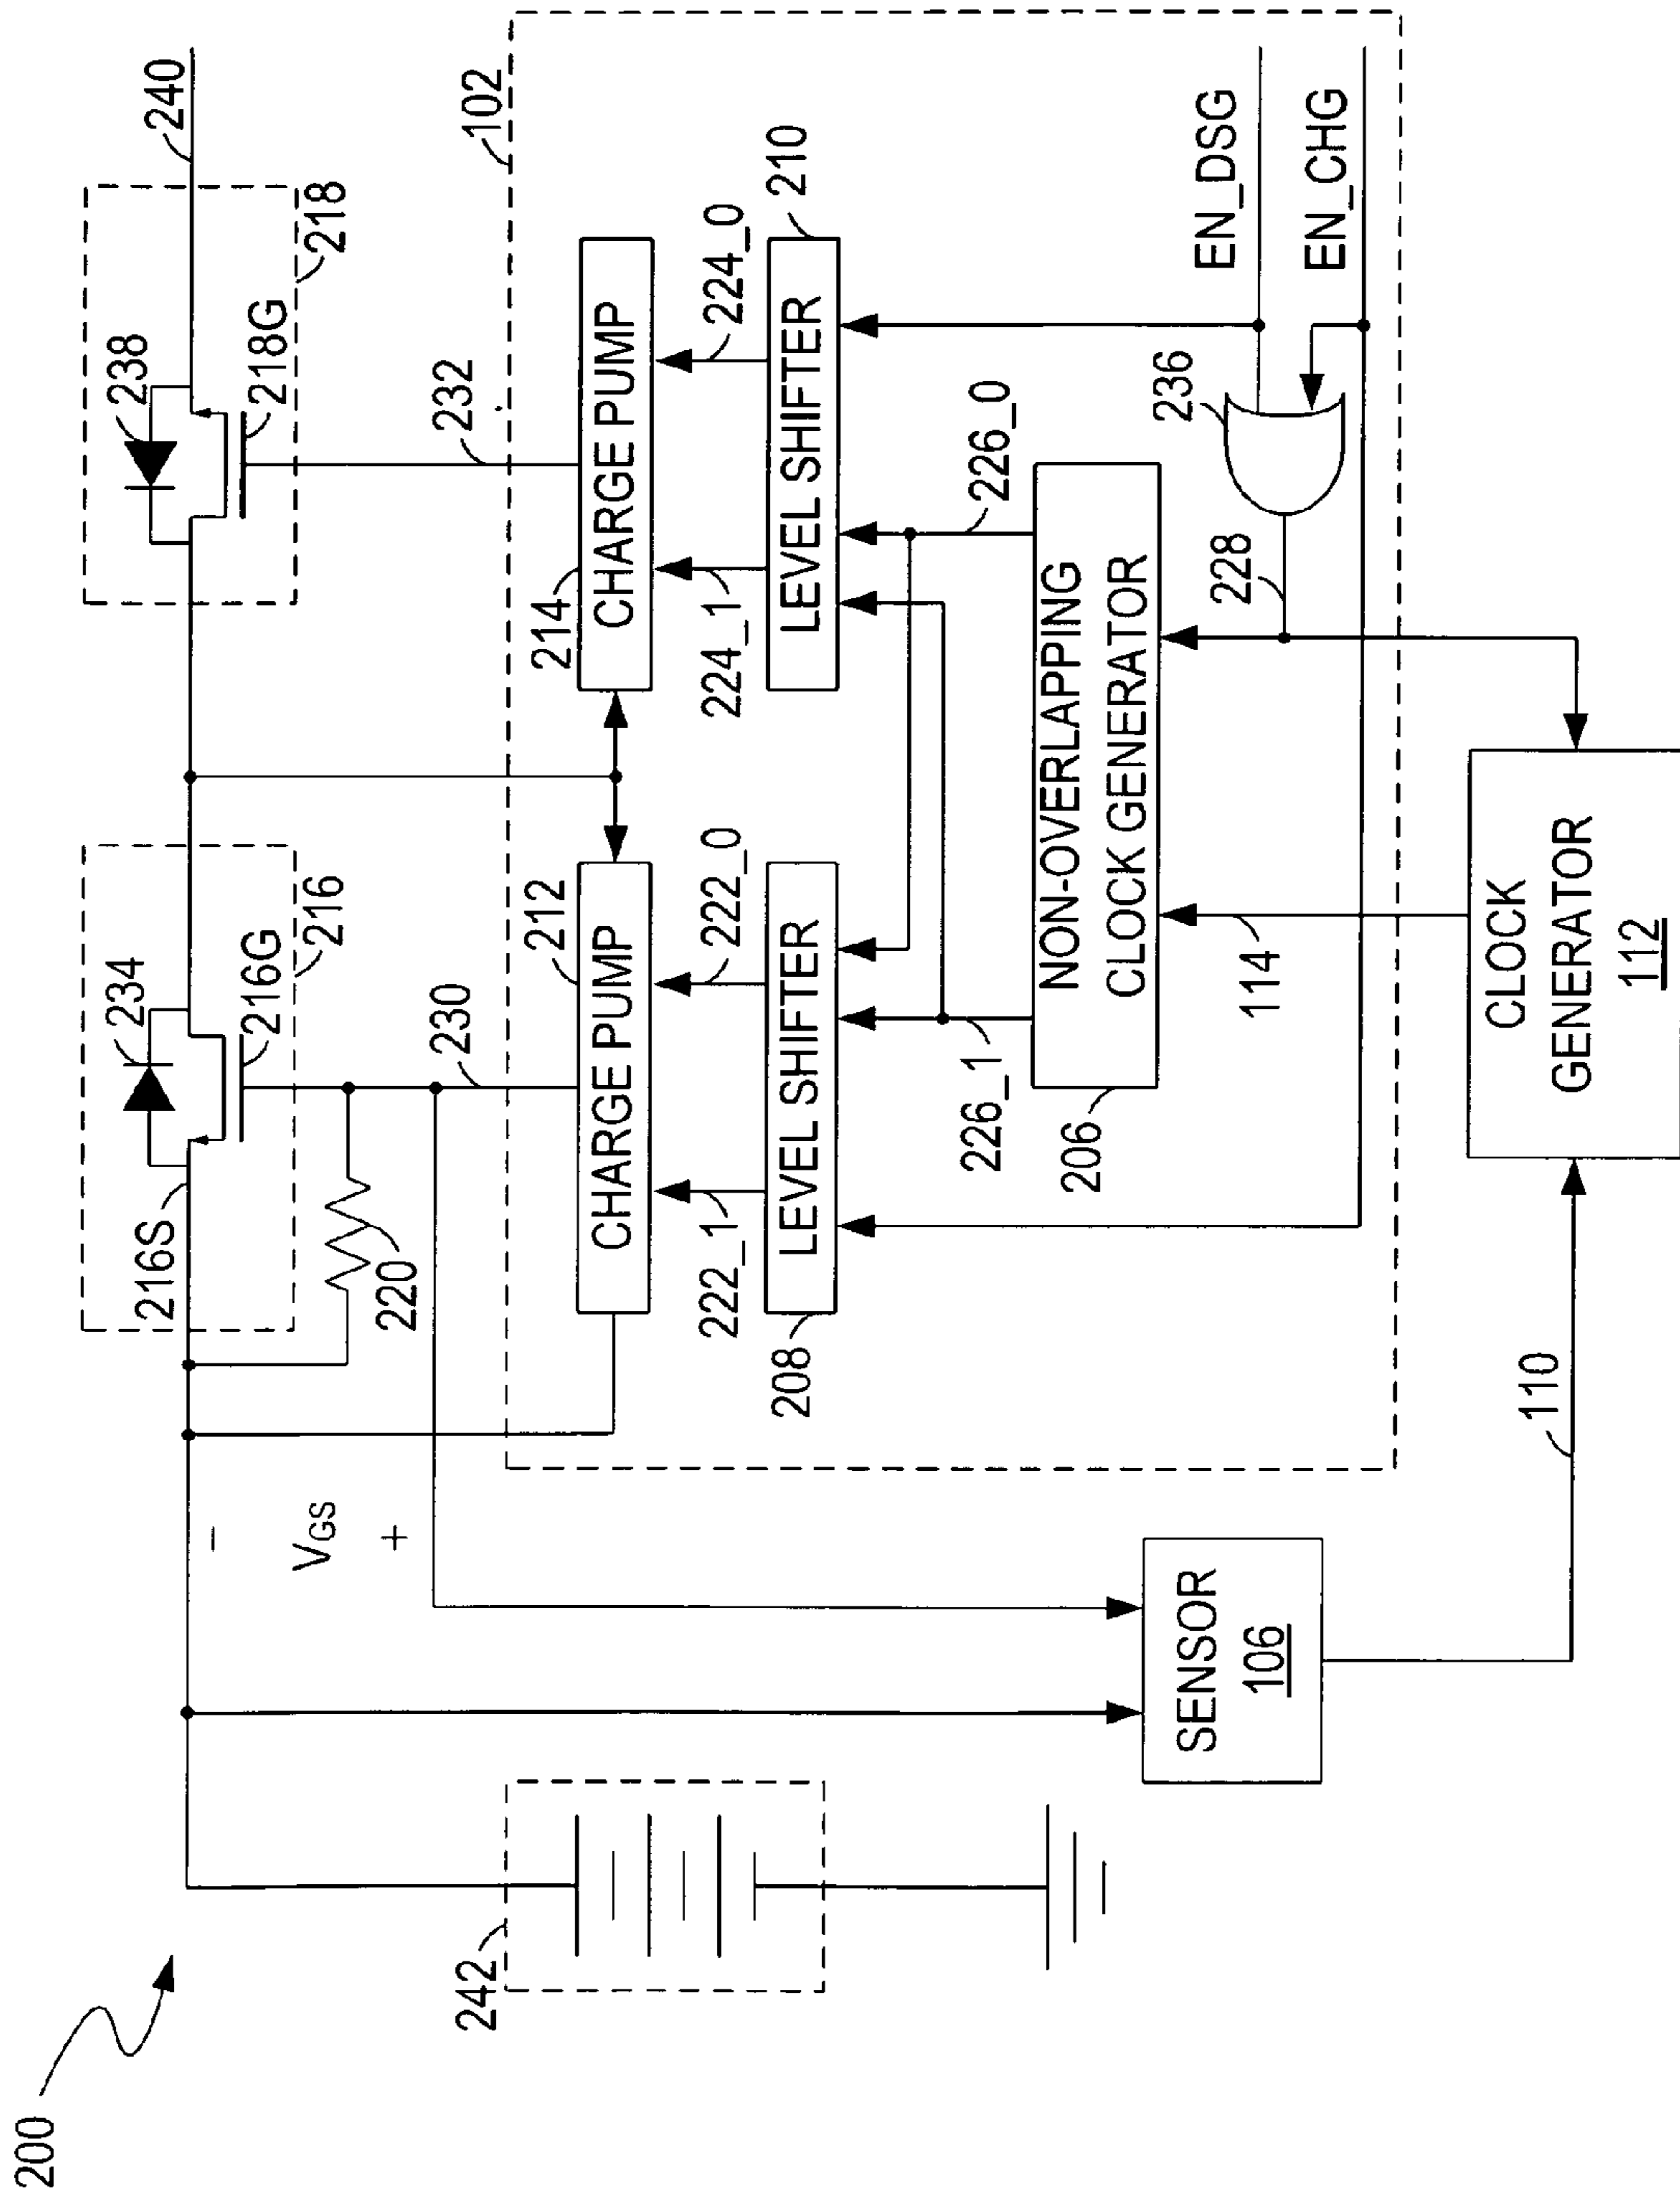 200
240
234
238
216S
216G
216
218G
218
220
VGS
-
+
230
232
102
242
212
CHARGE PUMP
214
CHARGE PUMP
222_1
222_0
224_1
224_0
208
LEVEL SHIFTER
LEVEL SHIFTER
210
226_1
226_0
206
NON-OVERLAPPING
CLOCK GENERATOR
236
228
EN_DSG
EN_CHG
114
SENSOR
106
110
CLOCK
GENERATOR
112